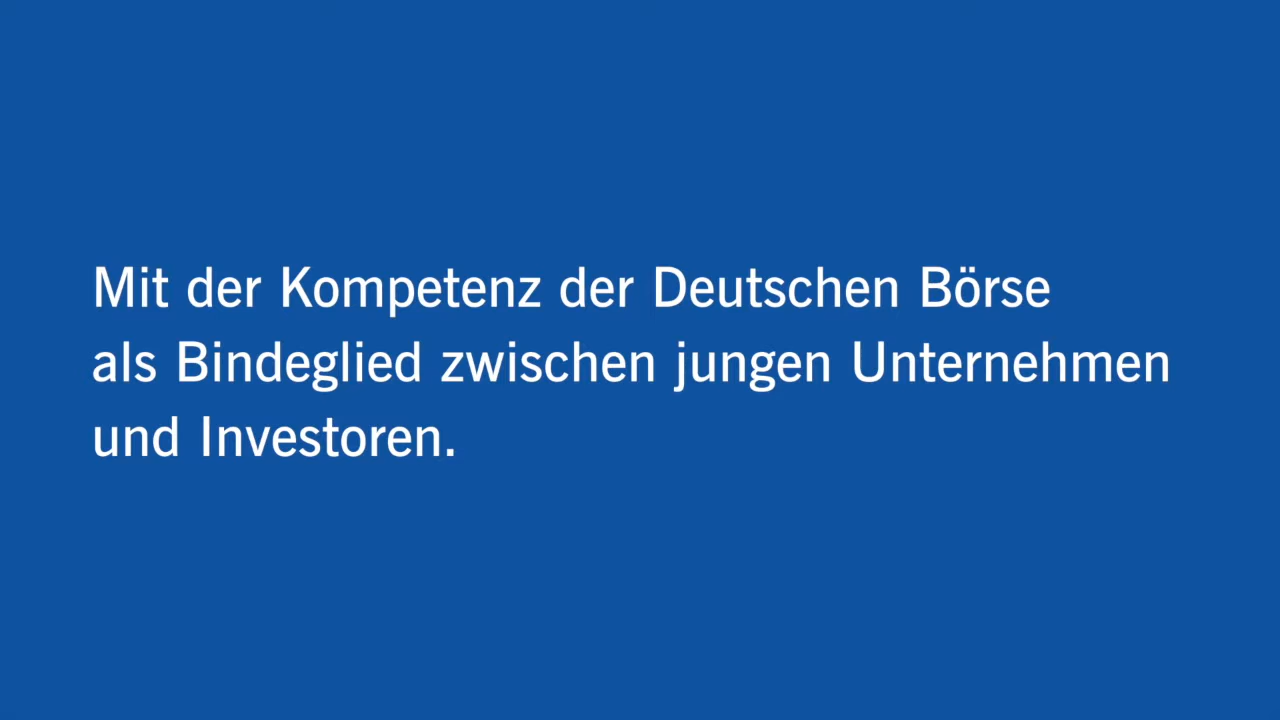 Mit der Kompetenz der Deutschen Börse
als Bindeglied zwischen jungen Unternehmen
und Investoren.